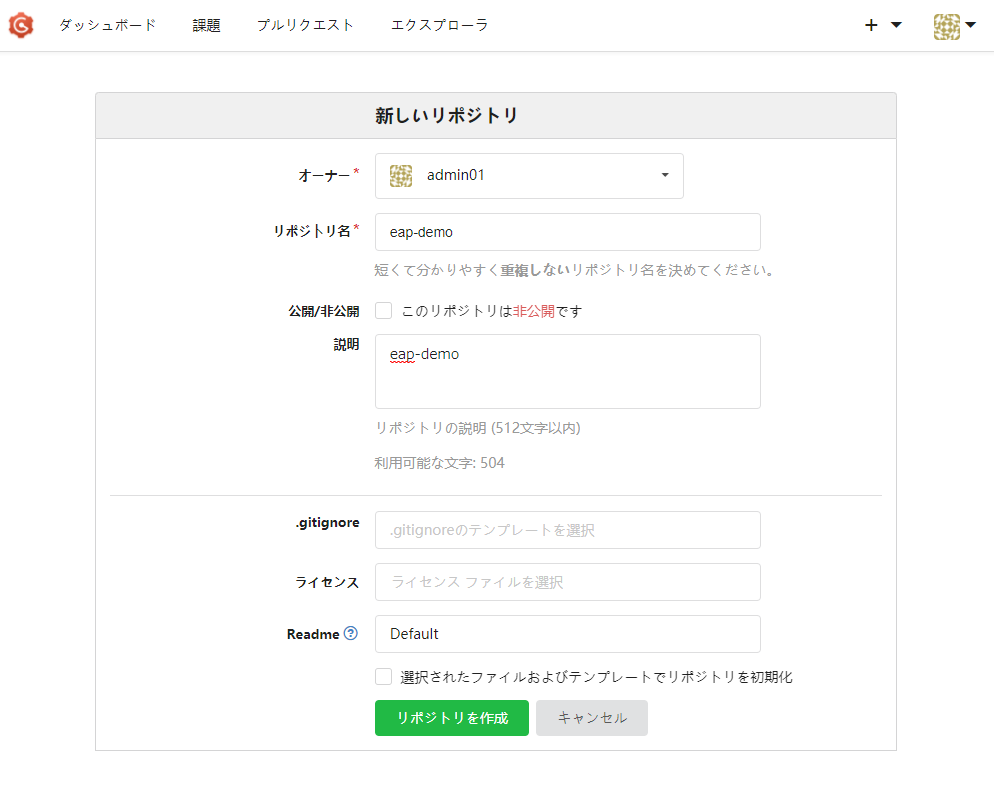 ダッシュボード 課題 プルリクエスト エクスプローラ
新しいリポジトリ
オーナー* admin01
リポジトリ名* eap-demo
短くて分かりやすく重複しないリポジトリ名を決めてください。
公開/非公開 このリポジトリは非公開です
説明 eap-demo
リポジトリの説明 (512文字以内)
利用可能な文字: 504
.gitignore .gitignoreのテンプレートを選択
ライセンス ライセンス ファイルを選択
Readme Default
選択されたファイルおよびテンプレートでリポジトリを初期化
リポジトリを作成 キャンセル